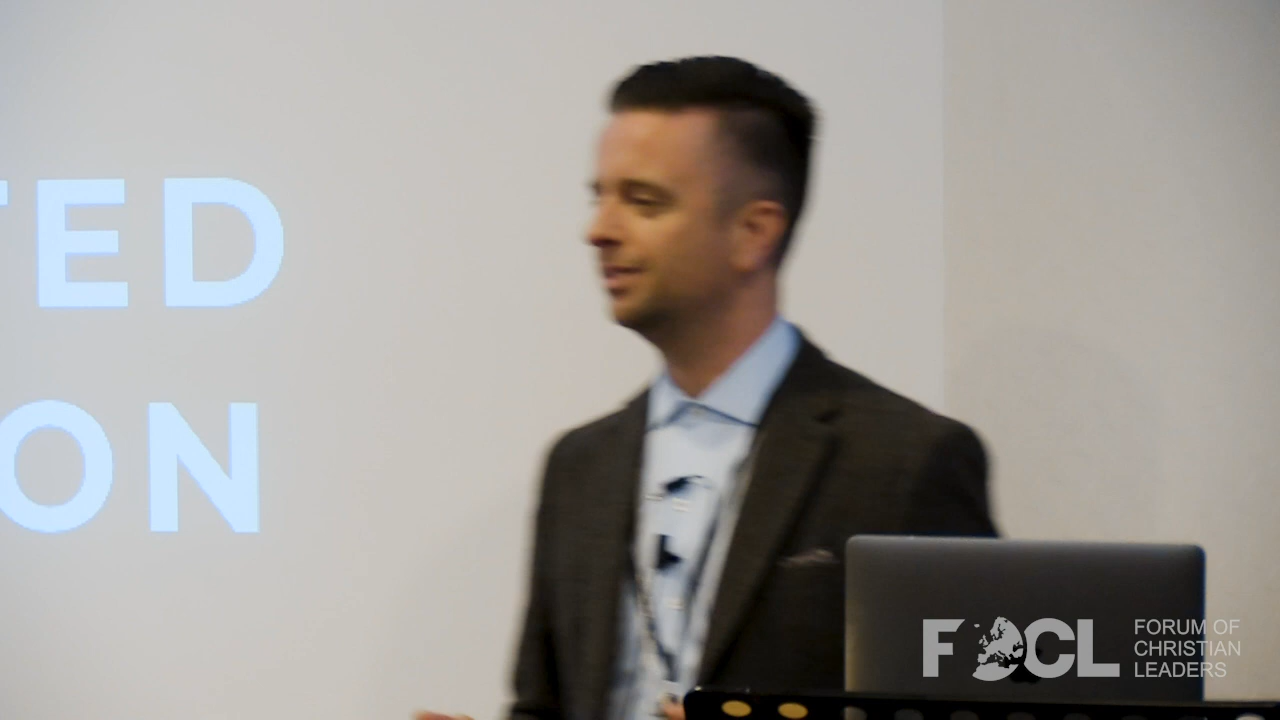 TED
ON
FOCL
FORUM OF
CHRISTIAN
LEADERS